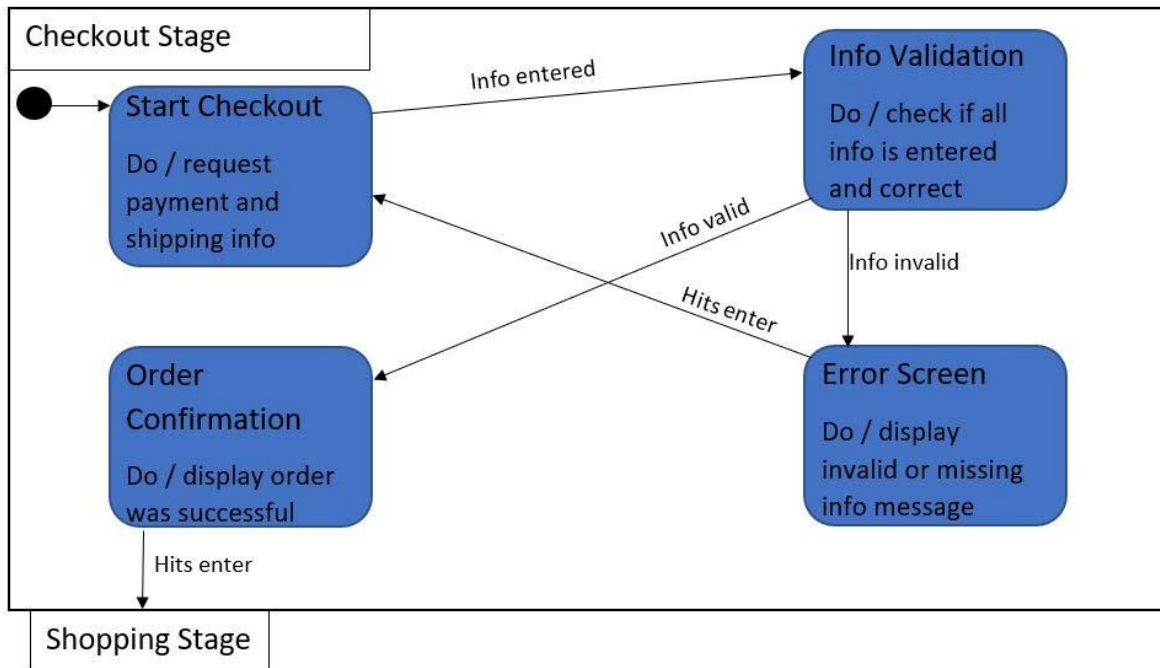 Checkout Stage
Start Checkout
Do / request
payment and
shipping info
Info entered
Info Validation
Do / check if all
info is entered
and correct
Info valid
Info invalid
Hits enter
Order
Confirmation
Do / display order
was successful
Error Screen
Do / display
invalid or missing
info message
Hits enter
Shopping Stage